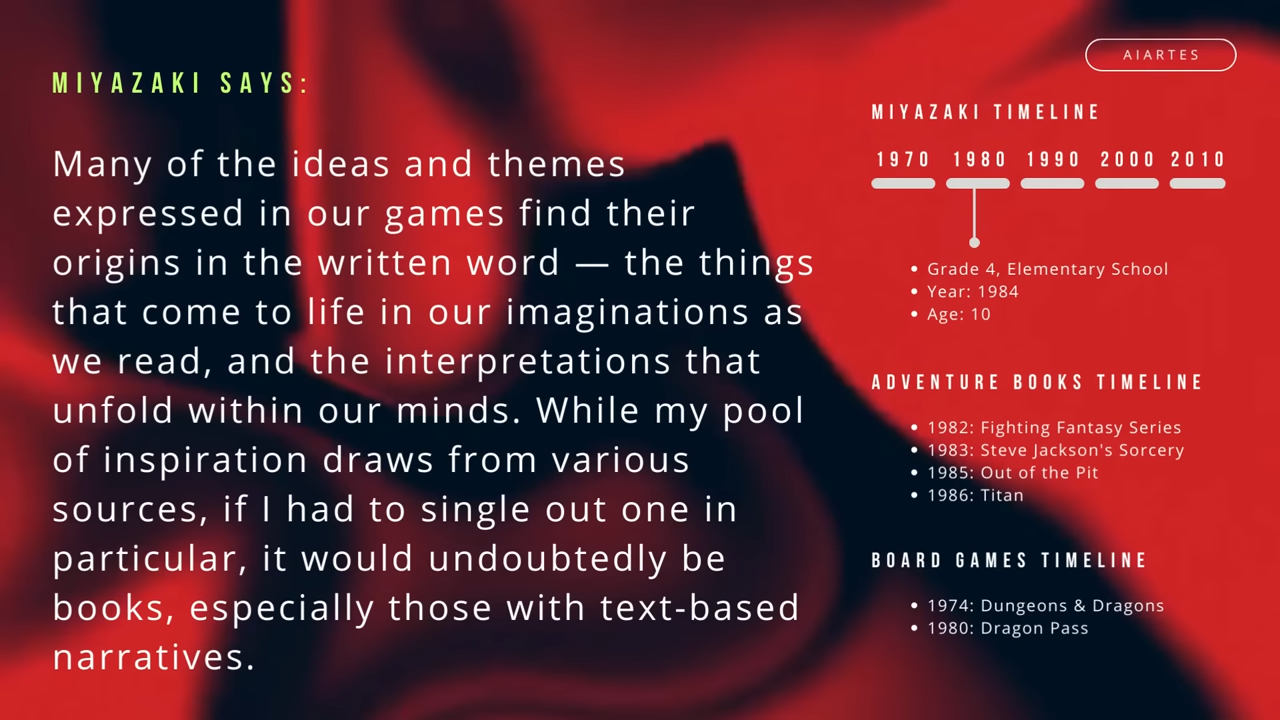 AIARTES
MIYAZAKI SAYS:
Many of the ideas and themes
expressed in our games find their
origins in the written word — the things
that come to life in our imaginations as
we read, and the interpretations that
unfold within our minds. While my pool
of inspiration draws from various
sources, if I had to single out one in
particular, it would undoubtedly be
books, especially those with text-based
narratives.
MIYAZAKI TIMELINE
1970 1980 1990 2000 2010
• Grade 4, Elementary School
• Year: 1984
• Age: 10
ADVENTURE BOOKS TIMELINE
• 1982: Fighting Fantasy Series
• 1983: Steve Jackson's Sorcery
• 1985: Out of the Pit
• 1986: Titan
BOARD GAMES TIMELINE
• 1974: Dungeons & Dragons
• 1980: Dragon Pass